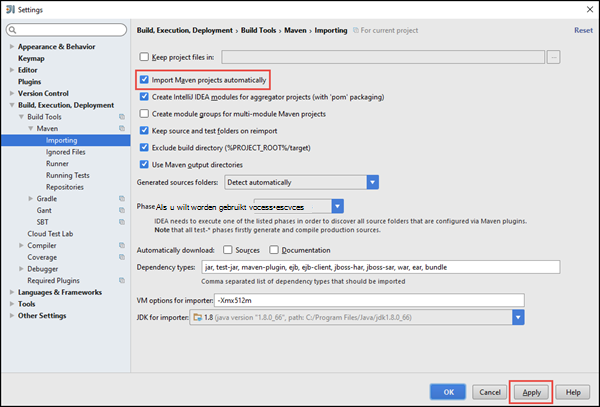 Settings
Build, Execution, Deployment › Build Tools › Maven › Importing
For current project
Reset
Appearance & Behavior
Keymap
Editor
Plugins
Version Control
Build, Execution, Deployment
Build Tools
Maven
Importing
Ignored Files
Runner
Running Tests
Repositories
Gradle
Gant
SBT
Cloud Test Lab
Compiler
Coverage
Debugger
Required Plugins
Languages & Frameworks
Tools
Other Settings
Keep project files in:
...
Import Maven projects automatically
Create IntelliJ IDEA modules for aggregator projects (with 'pom' packaging)
Create module groups for multi-module Maven projects
Keep source and test folders on reimport
Exclude build directory (%PROJECT_ROOT%/target)
Use Maven output directories
Generated sources folders: Detect automatically
Phase Als u wilt worden gebruikt
IDEA needs to execute one of the listed phases in order to discover all source folders that are configured via Maven plugins.
Note that all test-* phases firstly generate and compile production sources.
Automatically download: Sources Documentation
Dependency types: jar, test-jar, maven-plugin, ejb, ejb-client, jboss-har, jboss-sar, war, ear, bundle
Comma separated list of dependency types that should be imported
VM options for importer: -Xmx512m
JDK for importer: 1.8 (java version "1.8.0_66", path: C:/Program Files/Java/jdk1.8.0_66)
OK Cancel Apply Help